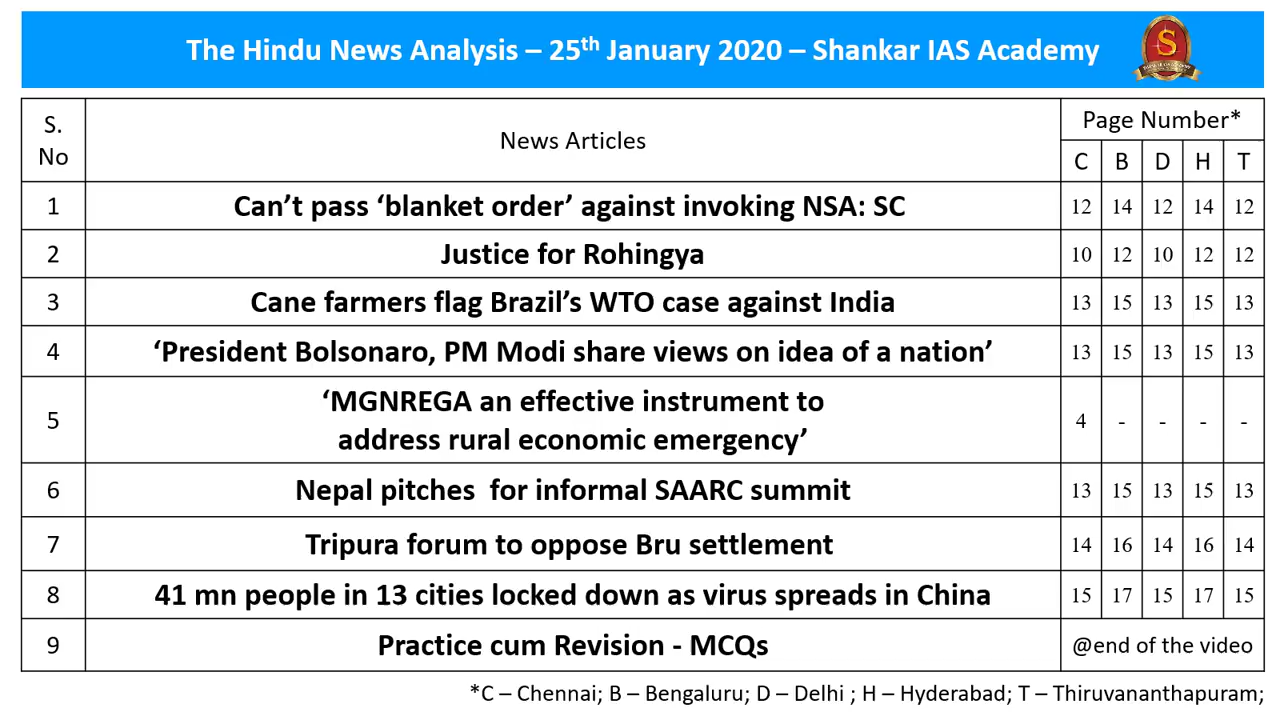 The Hindu News Analysis – 25th January 2020 – Shankar IAS Academy
S
S. No
News Articles
Page Number*
C B D H T
1 Can't pass 'blanket order' against invoking NSA: SC 12 14 12 14 12
2 Justice for Rohingya 10 12 10 12 12
3 Cane farmers flag Brazil's WTO case against India 13 15 13 15 13
4 'President Bolsonaro, PM Modi share views on idea of a nation' 13 15 13 15 13
5 'MGNREGA an effective instrument to
address rural economic emergency' 4 - - - -
6 Nepal pitches for informal SAARC summit 13 15 13 15 13
7 Tripura forum to oppose Bru settlement 14 16 14 16 14
8 41 mn people in 13 cities locked down as virus spreads in China 15 17 15 17 15
9 Practice cum Revision - MCQs @end of the video
*C – Chennai; B – Bengaluru; D – Delhi ; H – Hyderabad; T – Thiruvananthapuram;